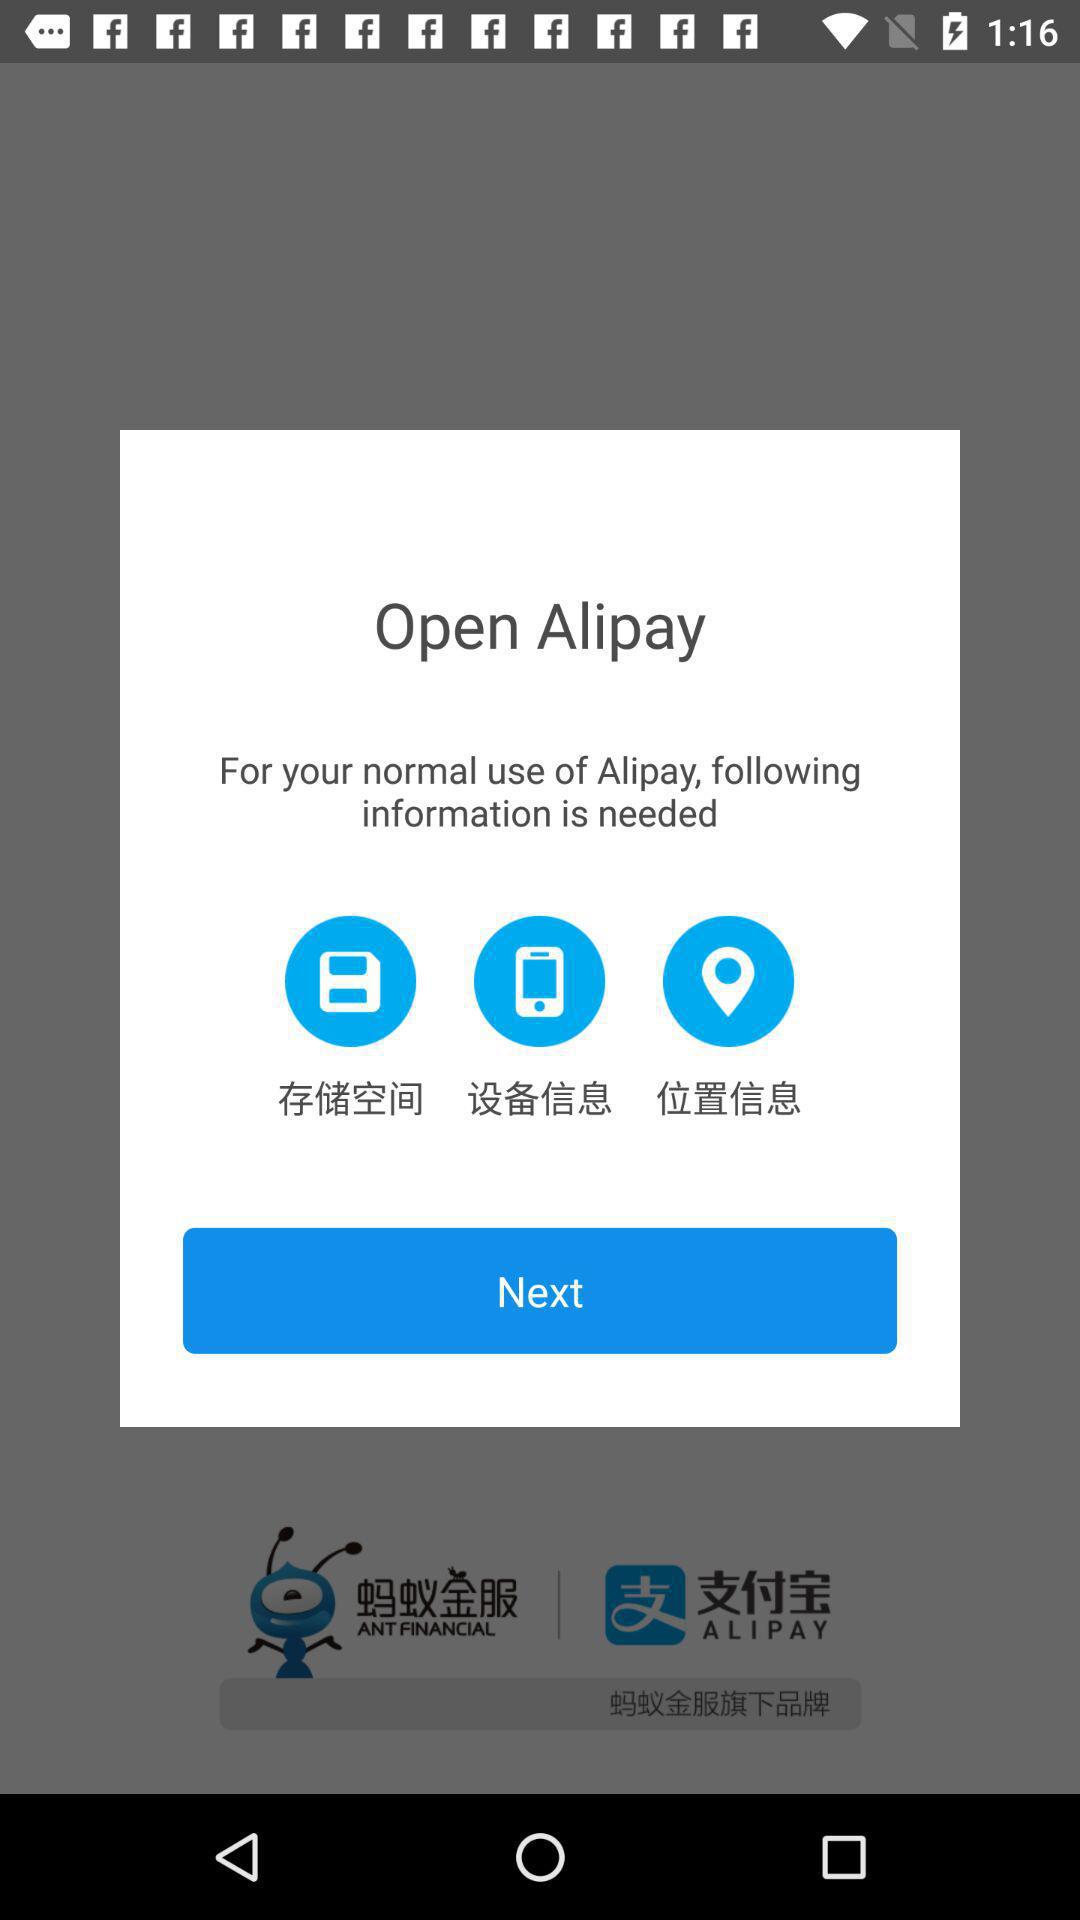 1:16
Open Alipay
For your normal use of Alipay, following
information is needed
存储空间 设备信息 位置信息
Next
蚂蚁金服 支付宝
ANT FINANCIAL ALIPAY
蚂蚁金服旗下品牌